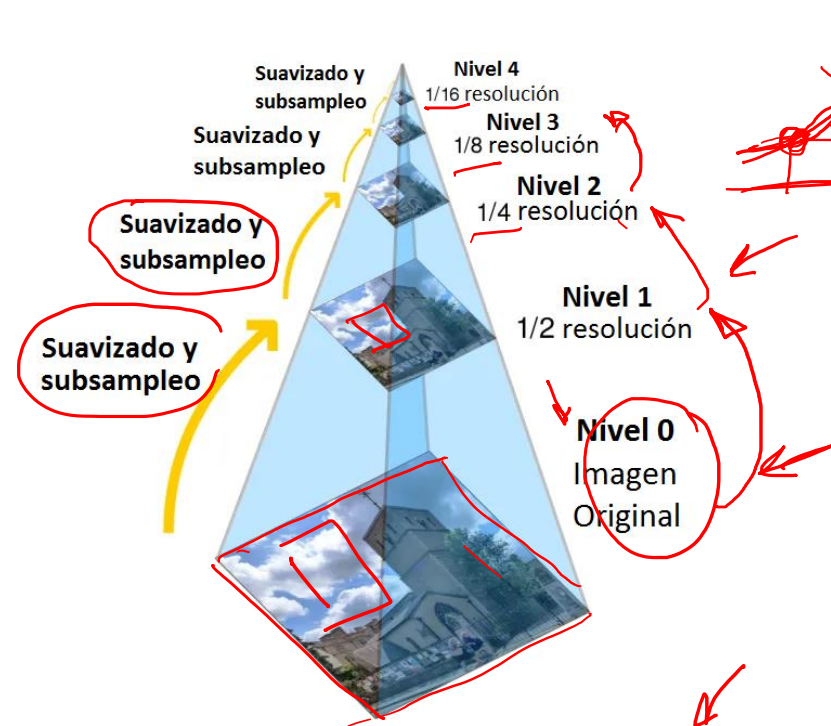 Suavizado y
subsampleo
Nivel 4
1/16 resolución
Suavizado y
subsampleo
Nivel 3
1/8 resolución
Nivel 2
1/4 resolución
Suavizado y
subsampleo
Nivel 1
1/2 resolución
Suavizado y
subsampleo
Nivel 0
Imagen
Original